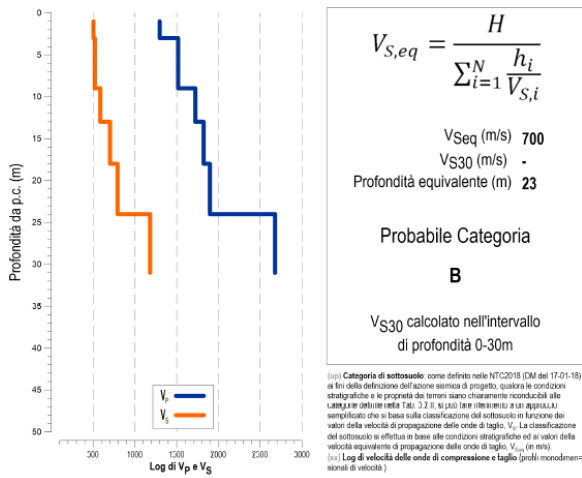 0
5
10
15
20
25
30
35
40
45
50
Profondità da p.c. (m)
500
1000
1500
2000
2500
3000
Log di VP e VS
VP
VS
VS,eq = H / ∑ i=1 N hi / VS,i
VSeq (m/s) 700
VS30 (m/s) -
Profondità equivalente (m) 23
Probabile Categoria
B
VS30 calcolato nell'intervallo
di profondità 0-30m
(up) Categoria di sottosuolo: come definito nelle NTC2018 (DM del 17-01-18)
ai fini della definizione dell'azione sismica di progetto, qualora le condizioni
stratigrafiche e le proprietà dei terreni siano chiaramente riconducibili alle
categorie definite nella Tab. 3.2.II, si può fare riferimento a un approccio
semplificato che si basa sulla classificazione del sottosuolo in funzione dei
valori della velocità di propagazione delle onde di taglio, VS. La classificazione
del sottosuolo si effettua in base alle condizioni stratigrafiche ed ai valori della
velocità equivalente di propagazione delle onde di taglio, VS,eq (in m/s).
(sx) Log di velocità delle onde di compressione e taglio (profili monodimen=
sionali di velocità )